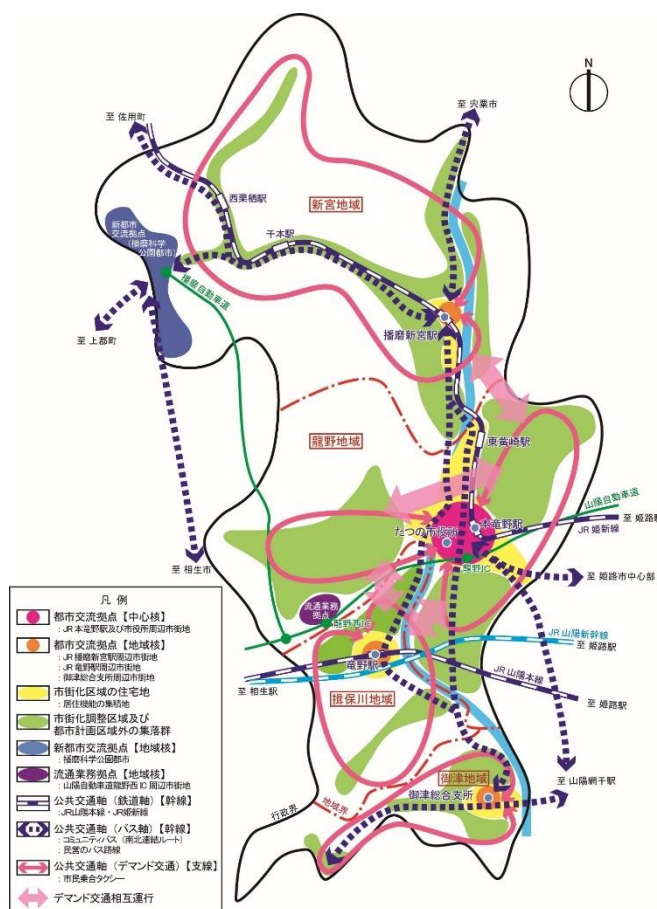 N
至 宍粟市
至 佐用町
西栗栖駅
新宮地域
新都市
交流拠点
(播磨科学
公園都市)
千本駅
播磨自動車道
至 上郡町
播磨新宮駅
龍野地域
東觜崎駅
山陽自動車道
本竜野駅
至 姫路駅
たつの市役所
JR姫新線
龍野IC
至 相生市
至 姫路市中心部
流通業務
拠点
龍野西IC
JR山陽新幹線
至 姫路駅
竜野駅
JR山陽本線
至 相生駅
揖保川地域
至 姫路駅
御津地域
至 山陽網干駅
御津総合支所
行政界
地域界
凡 例
都市交流拠点【中心核】
:JR本竜野駅及び市役所周辺市街地
都市交流拠点【地域核】
:JR播磨新宮駅周辺市街地
:JR竜野駅周辺市街地
:御津総合支所周辺市街地
市街化区域の住宅地
:居住機能の集積地
市街化調整区域及び
都市計画区域外の集落群
新都市交流拠点【地域核】
:播磨科学公園都市
流通業務拠点【地域核】
:山陽自動車道龍野西IC周辺市街地
公共交通軸(鉄道軸)【幹線】
:JR山陽本線・JR姫新線
公共交通軸(バス軸)【幹線】
:コミュニティバス(南北連結ルート)
:民営のバス路線
公共交通軸(デマンド交通)【支線】
:市民乗合タクシー
デマンド交通相互運行